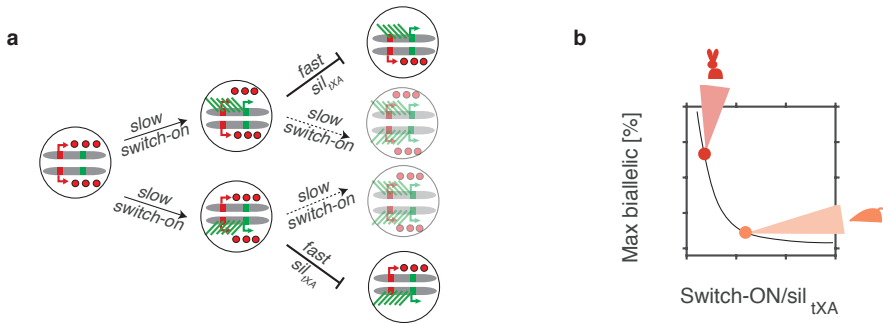 a
fast
sil tXA
slow
switch-on
slow
switch-on
slow
switch-on
slow
switch-on
fast
sil tXA
b
Max biallelic [%]
Switch-ON/sil tXA